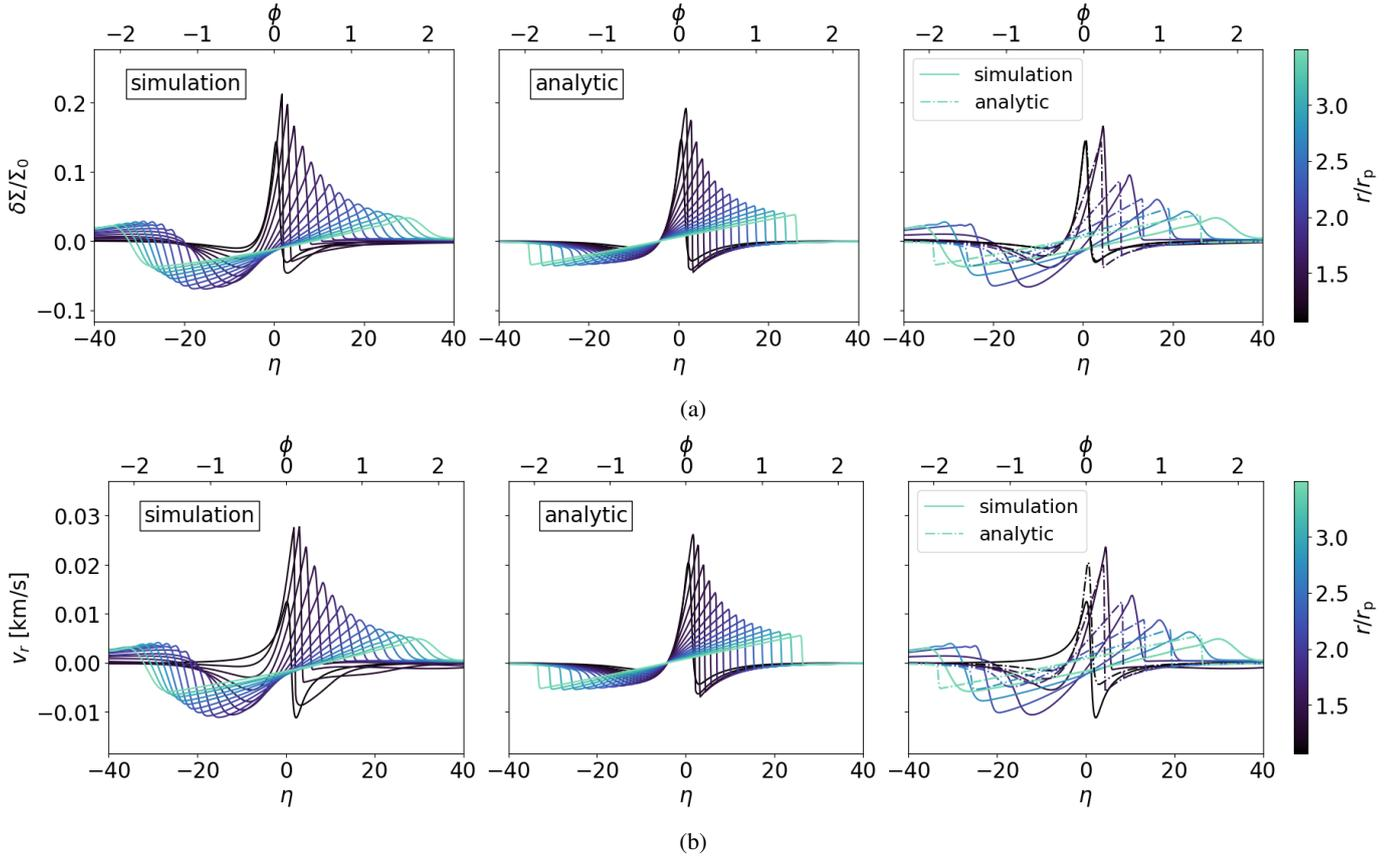 ϕ ϕ ϕ
−2 −1 0 1 2 −2 −1 0 1 2 −2 −1 0 1 2
simulation analytic simulation
analytic
0.2 0.1 0.0 −0.1
δΣ/Σ₀
3.0 2.5 2.0 1.5
r/rₚ
−40 −20 0 20 40 −40 −20 0 20 40 −40 −20 0 20 40
η η η
(a)
ϕ ϕ ϕ
−2 −1 0 1 2 −2 −1 0 1 2 −2 −1 0 1 2
simulation analytic simulation
analytic
0.03 0.02 0.01 0.00 −0.01
vᵣ [km/s]
3.0 2.5 2.0 1.5
r/rₚ
−40 −20 0 20 40 −40 −20 0 20 40 −40 −20 0 20 40
η η η
(b)